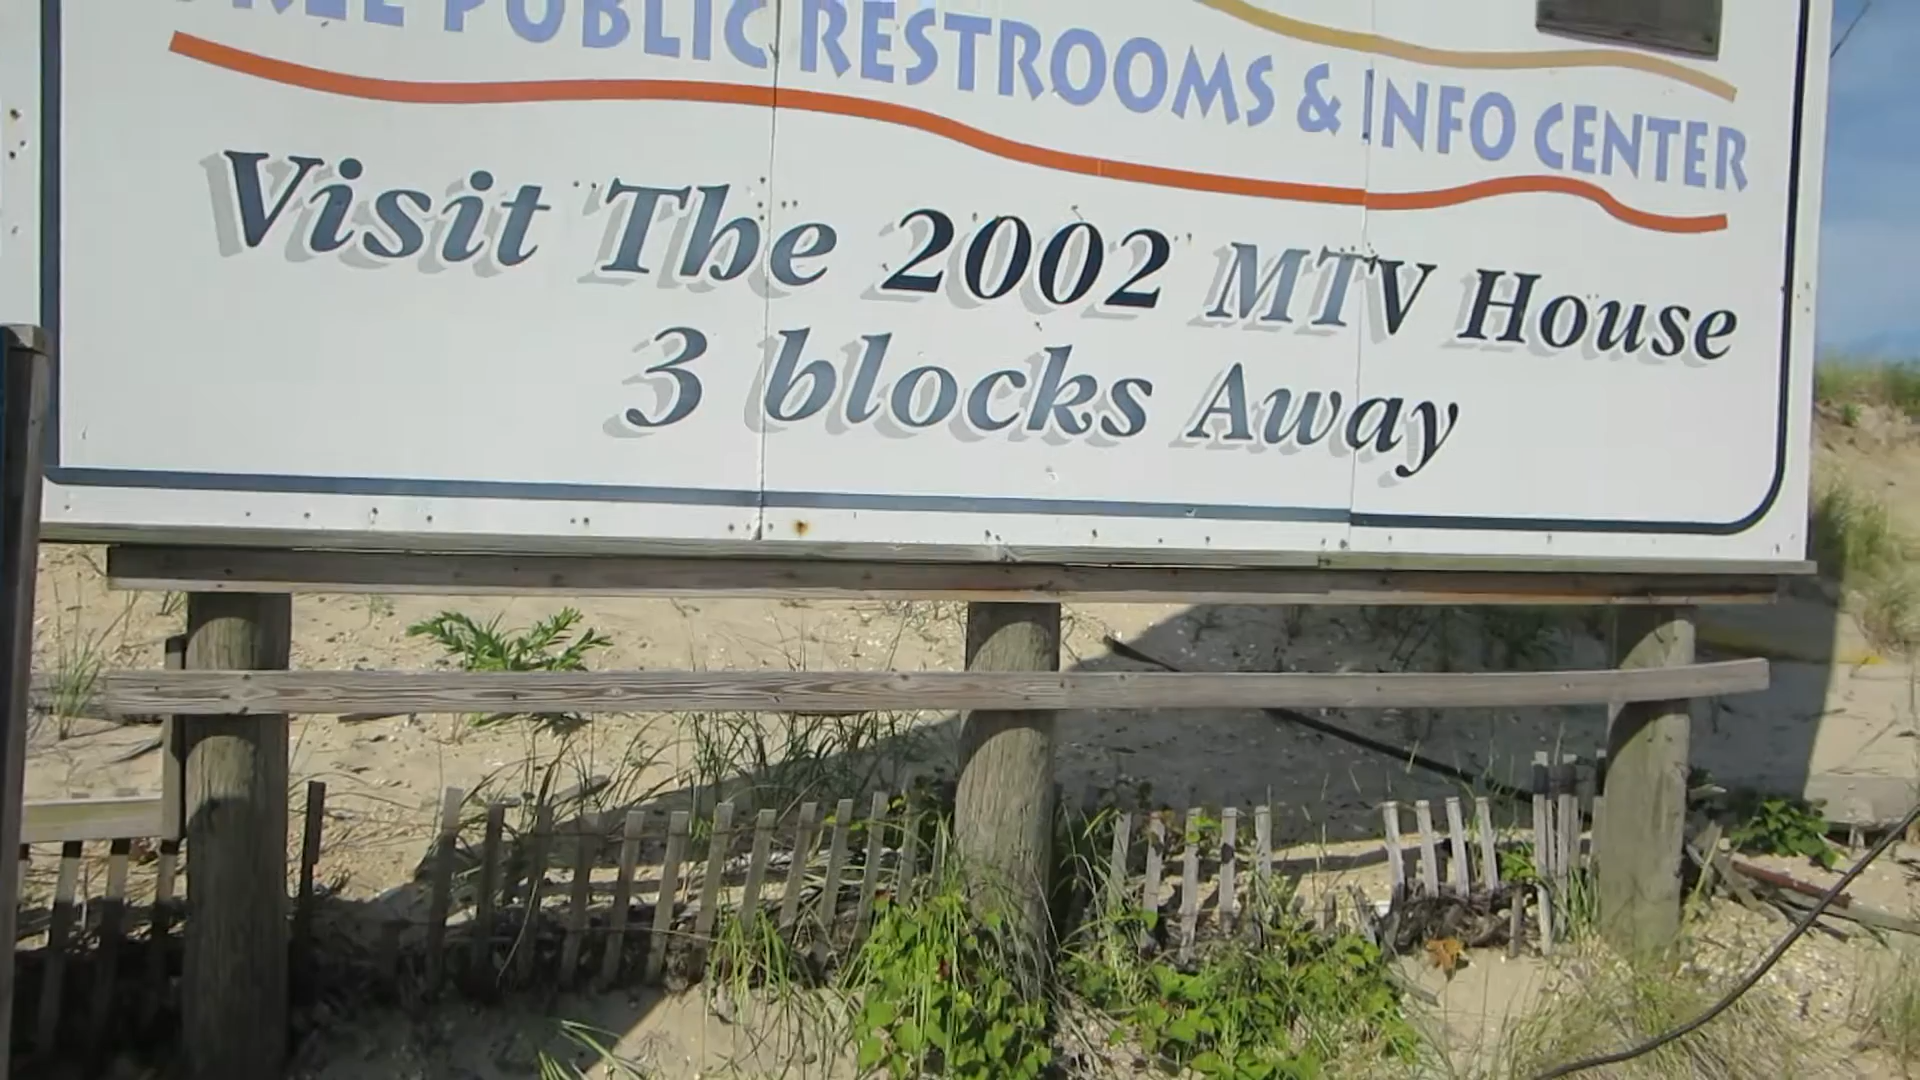 PUBLIC RESTROOMS & INFO CENTER
Visit The 2002 MTV House
3 blocks Away